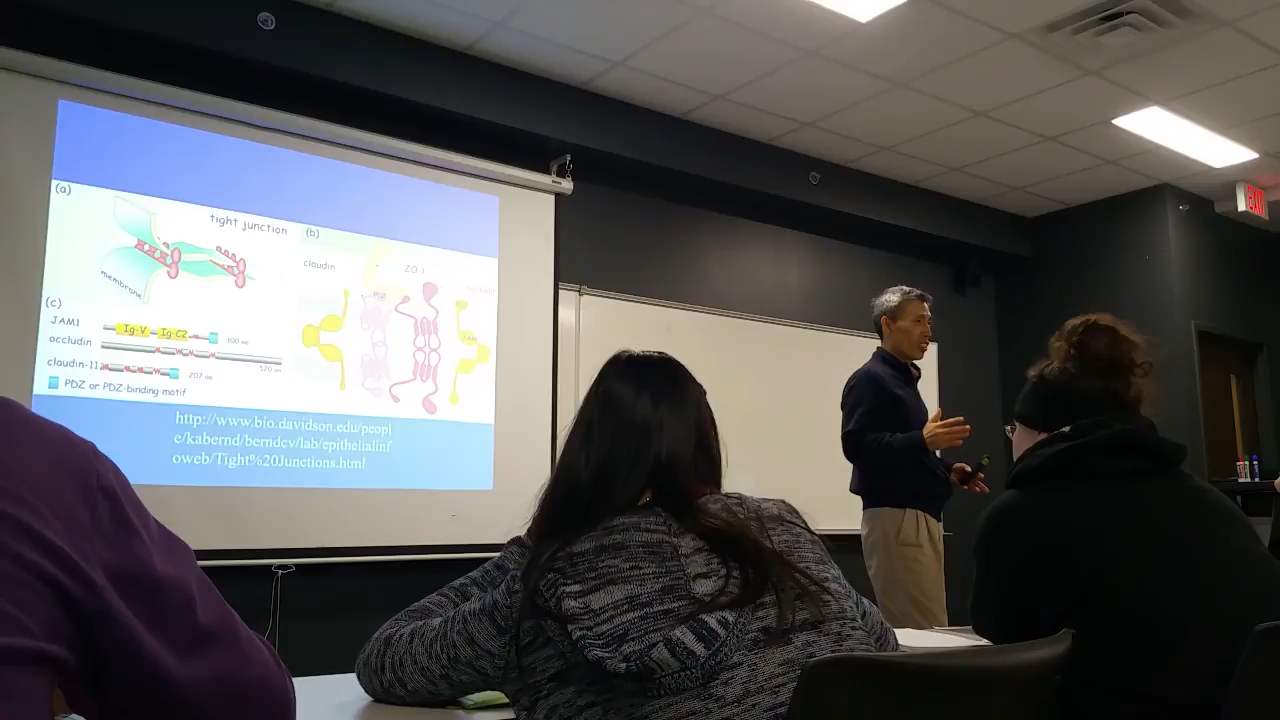 (a)
tight junction
membrane
(b)
claudin
ZO-1
PDZ
JAM
(c)
JAM1
Ig-V
Ig-C2
300 aa
occludin
520 aa
claudin-11
207 aa
PDZ or PDZ-binding motif
http://www.bio.davidson.edu/peopl
e/kabernd/berndcv/lab/epithelialinf
oweb/Tight%20Junctions.html
EXIT